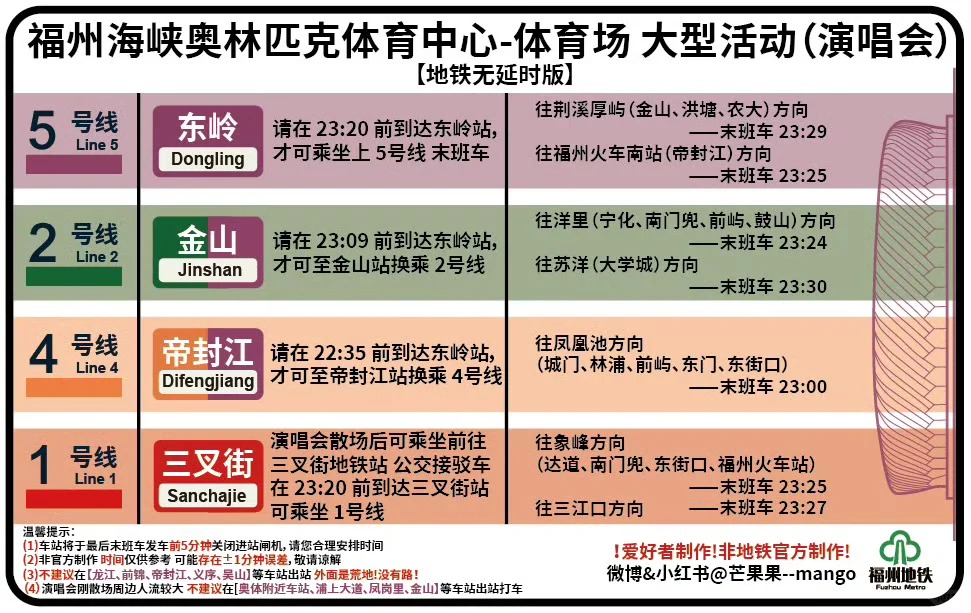 福州海峡奥林匹克体育中心-体育场 大型活动(演唱会)
【地铁无延时版】
5 号线
Line 5
东岭
Dongling
请在 23:20 前到达东岭站,
才可乘坐上 5号线 末班车
往荆溪厚屿(金山、洪塘、农大)方向
——末班车 23:29
往福州火车南站(帝封江)方向
——末班车 23:25
2 号线
Line 2
金山
Jinshan
请在 23:09 前到达东岭站,
才可至金山站换乘 2号线
往洋里(宁化、南门兜、前屿、鼓山)方向
——末班车 23:24
往苏洋(大学城)方向
——末班车 23:30
4 号线
Line 4
帝封江
Difengjiang
请在 22:35 前到达东岭站,
才可至帝封江站换乘 4号线
往凤凰池方向
(城门、林浦、前屿、东门、东街口)
——末班车 23:00
1 号线
Line 1
三叉街
Sanchajie
演唱会散场后可乘坐前往
三叉街地铁站 公交接驳车
在 23:20 前到达三叉街站
可乘坐 1号线
往象峰方向
(达道、南门兜、东街口、福州火车站)
——末班车 23:25
往三江口方向 ——末班车 23:27
温馨提示:
(1)车站将于最后末班车发车前5分钟关闭进站闸机,请您合理安排时间
(2)非官方制作 时间仅供参考 可能存在±1分钟误差,敬请谅解
(3)不建议在【龙江、前锦、帝封江、义序、吴山】等车站出站 外面是荒地!没有路!
(4)演唱会刚散场周边人流较大 不建议在【奥体附近车站、浦上大道、凤岗里、金山】等车站出站打车
!爱好者制作!非地铁官方制作!
微博&小红书@芒果果--mango
福州地铁
Fuzhou Metro